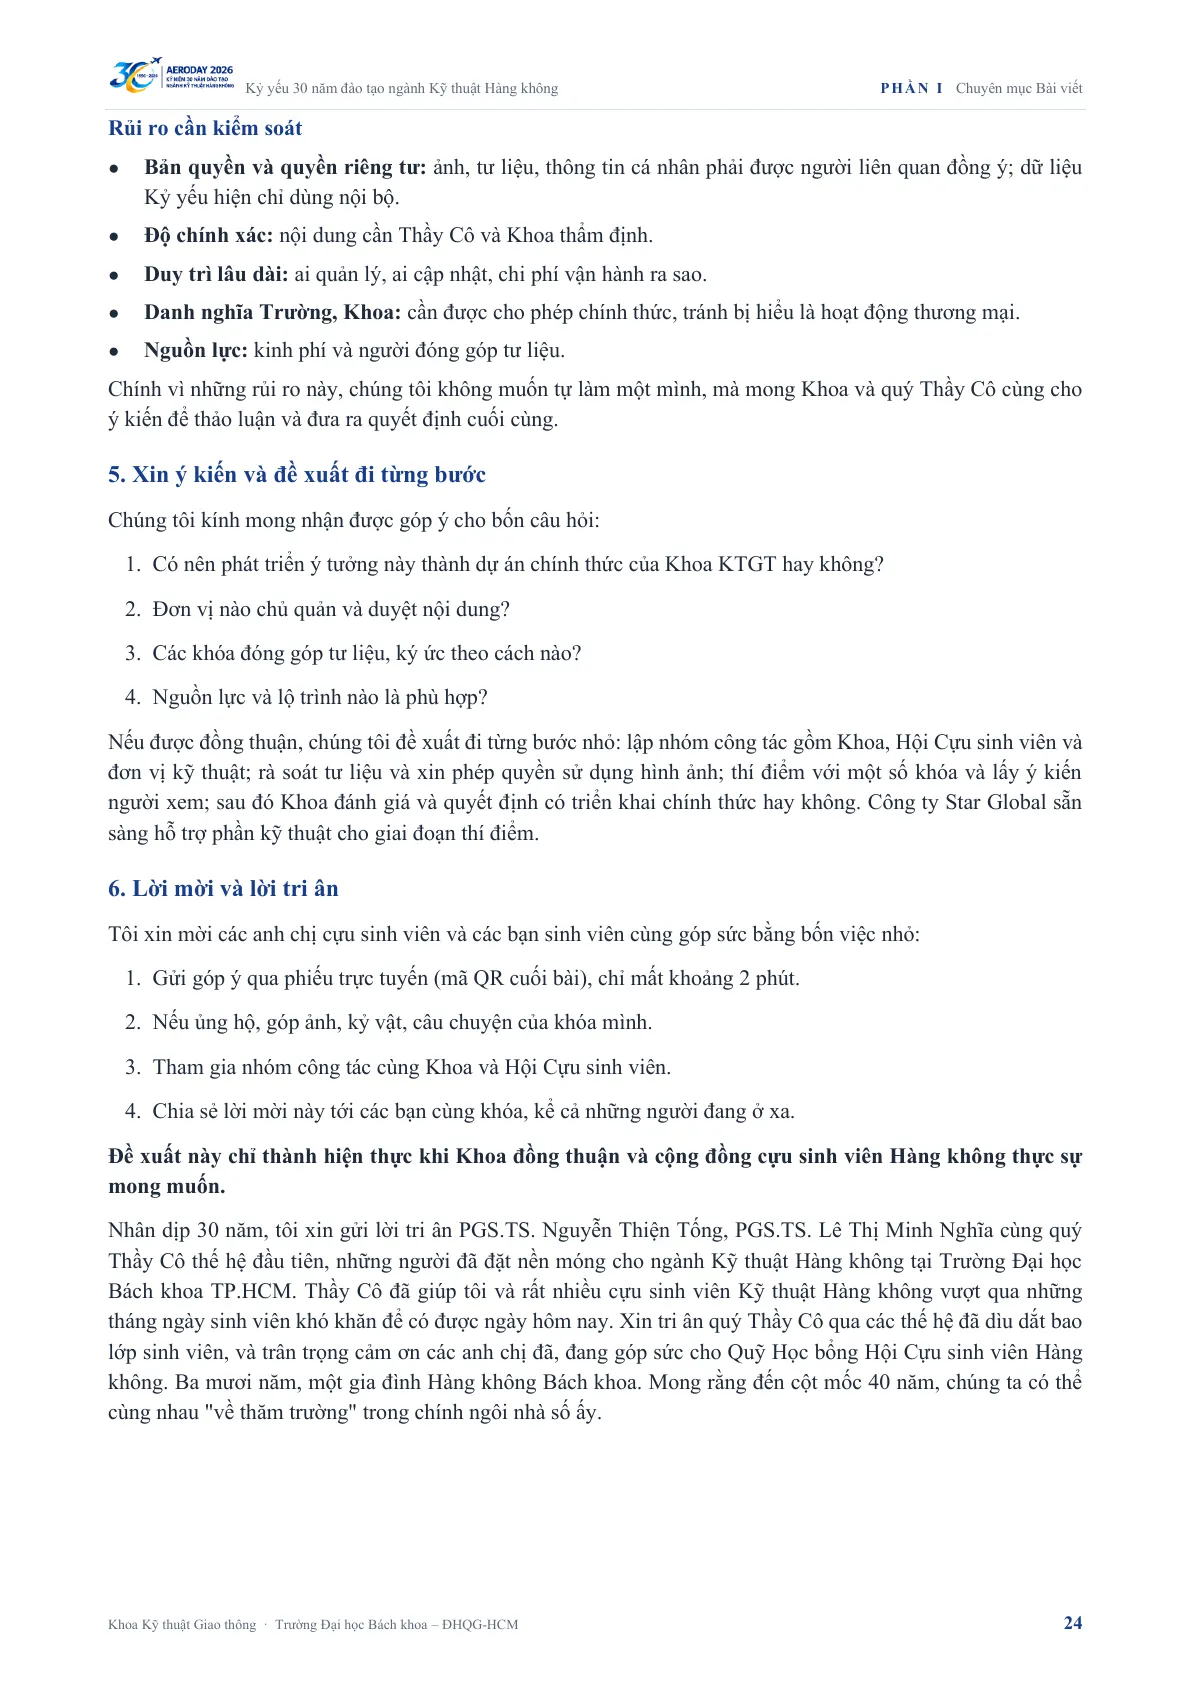 30 1996 - 2026 AERODAY 2026
KỶ NIỆM 30 NĂM ĐÀO TẠO
NGÀNH KỸ THUẬT HÀNG KHÔNG
Kỷ yếu 30 năm đào tạo ngành Kỹ thuật Hàng không PHẦN I Chuyên mục Bài viết
Rủi ro cần kiểm soát
● Bản quyền và quyền riêng tư: ảnh, tư liệu, thông tin cá nhân phải được người liên quan đồng ý; dữ liệu
Kỷ yếu hiện chỉ dùng nội bộ.
● Độ chính xác: nội dung cần Thầy Cô và Khoa thẩm định.
● Duy trì lâu dài: ai quản lý, ai cập nhật, chi phí vận hành ra sao.
● Danh nghĩa Trường, Khoa: cần được cho phép chính thức, tránh bị hiểu là hoạt động thương mại.
● Nguồn lực: kinh phí và người đóng góp tư liệu.
Chính vì những rủi ro này, chúng tôi không muốn tự làm một mình, mà mong Khoa và quý Thầy Cô cùng cho
ý kiến để thảo luận và đưa ra quyết định cuối cùng.
5. Xin ý kiến và đề xuất đi từng bước
Chúng tôi kính mong nhận được góp ý cho bốn câu hỏi:
1. Có nên phát triển ý tưởng này thành dự án chính thức của Khoa KTGT hay không?
2. Đơn vị nào chủ quản và duyệt nội dung?
3. Các khóa đóng góp tư liệu, ký ức theo cách nào?
4. Nguồn lực và lộ trình nào là phù hợp?
Nếu được đồng thuận, chúng tôi đề xuất đi từng bước nhỏ: lập nhóm công tác gồm Khoa, Hội Cựu sinh viên và
đơn vị kỹ thuật; rà soát tư liệu và xin phép quyền sử dụng hình ảnh; thí điểm với một số khóa và lấy ý kiến
người xem; sau đó Khoa đánh giá và quyết định có triển khai chính thức hay không. Công ty Star Global sẵn
sàng hỗ trợ phần kỹ thuật cho giai đoạn thí điểm.
6. Lời mời và lời tri ân
Tôi xin mời các anh chị cựu sinh viên và các bạn sinh viên cùng góp sức bằng bốn việc nhỏ:
1. Gửi góp ý qua phiếu trực tuyến (mã QR cuối bài), chỉ mất khoảng 2 phút.
2. Nếu ủng hộ, góp ảnh, kỷ vật, câu chuyện của khóa mình.
3. Tham gia nhóm công tác cùng Khoa và Hội Cựu sinh viên.
4. Chia sẻ lời mời này tới các bạn cùng khóa, kể cả những người đang ở xa.
Đề xuất này chỉ thành hiện thực khi Khoa đồng thuận và cộng đồng cựu sinh viên Hàng không thực sự
mong muốn.
Nhân dịp 30 năm, tôi xin gửi lời tri ân PGS.TS. Nguyễn Thiện Tống, PGS.TS. Lê Thị Minh Nghĩa cùng quý
Thầy Cô thế hệ đầu tiên, những người đã đặt nền móng cho ngành Kỹ thuật Hàng không tại Trường Đại học
Bách khoa TP.HCM. Thầy Cô đã giúp tôi và rất nhiều cựu sinh viên Kỹ thuật Hàng không vượt qua những
tháng ngày sinh viên khó khăn để có được ngày hôm nay. Xin tri ân quý Thầy Cô qua các thế hệ đã dìu dắt bao
lớp sinh viên, và trân trọng cảm ơn các anh chị đã, đang góp sức cho Quỹ Học bổng Hội Cựu sinh viên Hàng
không. Ba mươi năm, một gia đình Hàng không Bách khoa. Mong rằng đến cột mốc 40 năm, chúng ta có thể
cùng nhau "về thăm trường" trong chính ngôi nhà số ấy.
Khoa Kỹ thuật Giao thông · Trường Đại học Bách khoa – ĐHQG-HCM 24